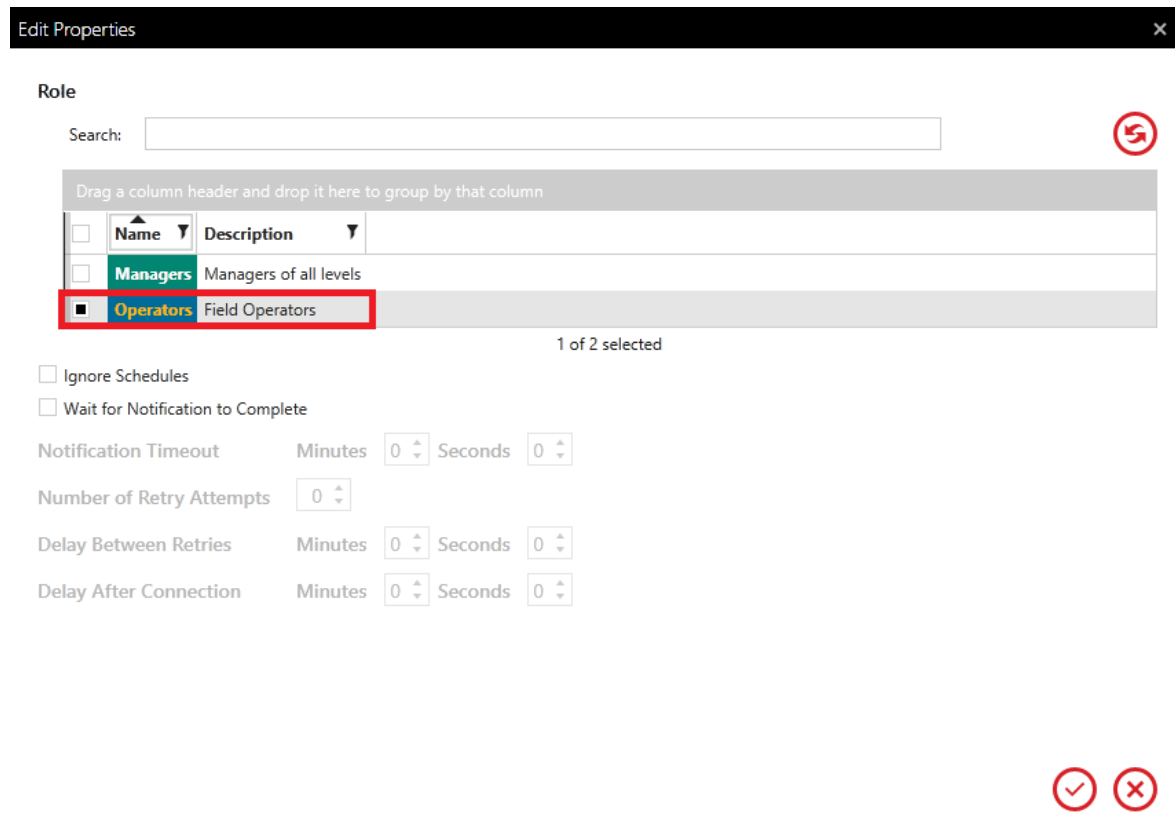 Edit Properties
Role
Search:
Drag a column header and drop it here to group by that column
Name Description
Managers Managers of all levels
Operators Field Operators
1 of 2 selected
Ignore Schedules
Wait for Notification to Complete
Notification Timeout Minutes 0 Seconds 0
Number of Retry Attempts 0
Delay Between Retries Minutes 0 Seconds 0
Delay After Connection Minutes 0 Seconds 0